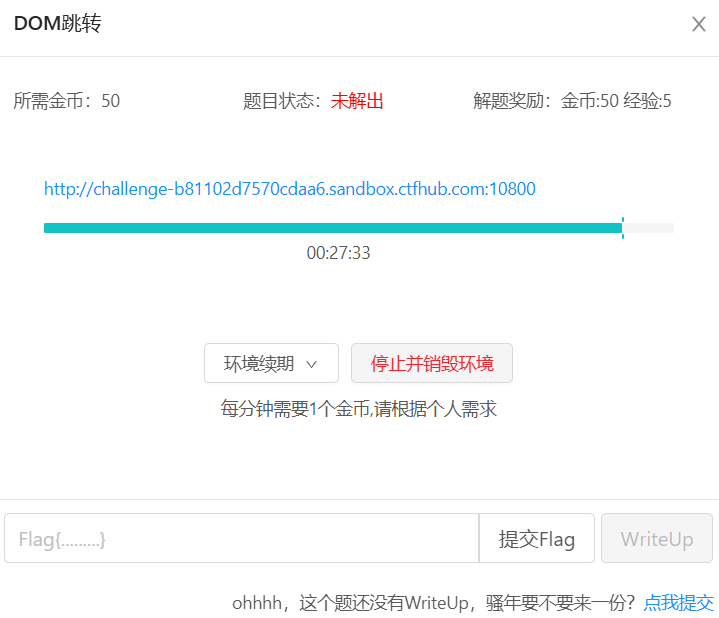 DOM跳转
所需金币：50 题目状态：未解出 解题奖励：金币:50 经验:5
http://challenge-b81102d7570cdaa6.sandbox.ctfhub.com:10800
00:27:33
环境续期 停止并销毁环境
每分钟需要1个金币,请根据个人需求
Flag{.........} 提交Flag WriteUp
ohhhh，这个题还没有WriteUp，骚年要不要来一份？点我提交